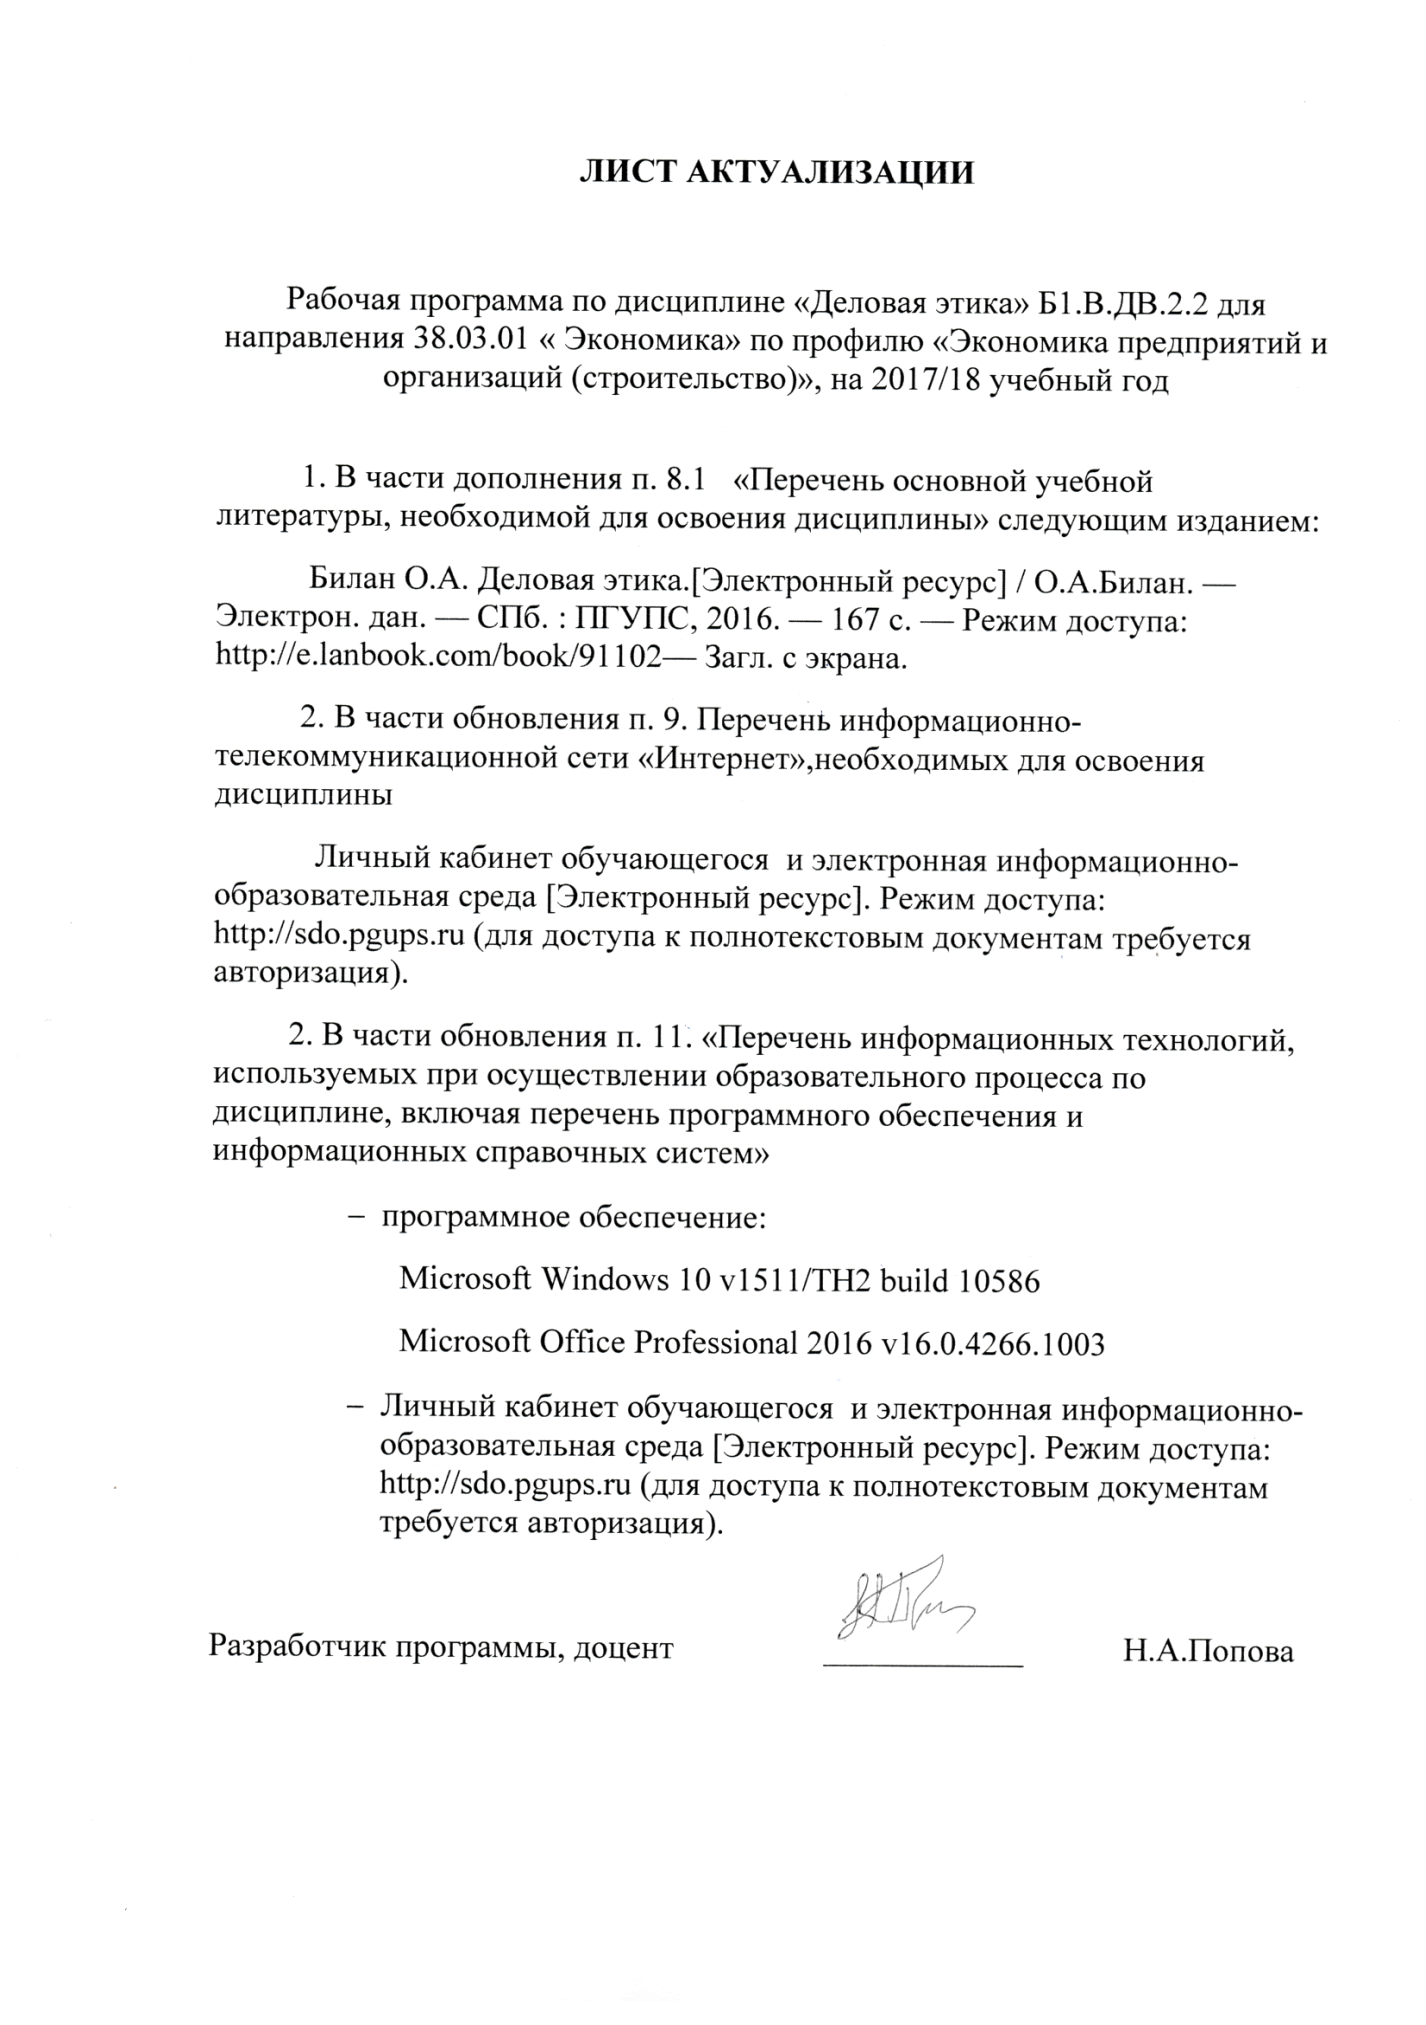 ЛИСТ АКТУАЛИЗАЦИИ
Рабочая программа по дисциплине «Деловая этика» Б1.В.ДВ.2.2 для
направления 38.03.01 « Экономика» по профилю «Экономика предприятий и
организаций (строительство)», на 2017/18 учебный год
1. В части дополнения п. 8.1 «Перечень основной учебной
литературы, необходимой для освоения дисциплины» следующим изданием:
Билан О.А. Деловая этика.[Электронный ресурс] / О.А.Билан. —
Электрон. дан. — СПб. : ПГУПС, 2016. — 167 с. — Режим доступа:
http://e.lanbook.com/book/91102— Загл. с экрана.
2. В части обновления п. 9. Перечень информационно-
телекоммуникационной сети «Интернет»,необходимых для освоения
дисциплины
Личный кабинет обучающегося и электронная информационно-
образовательная среда [Электронный ресурс]. Режим доступа:
http://sdo.pgups.ru (для доступа к полнотекстовым документам требуется
авторизация).
2. В части обновления п. 11. «Перечень информационных технологий,
используемых при осуществлении образовательного процесса по
дисциплине, включая перечень программного обеспечения и
информационных справочных систем»
– программное обеспечение:
Microsoft Windows 10 v1511/TH2 build 10586
Microsoft Office Professional 2016 v16.0.4266.1003
– Личный кабинет обучающегося и электронная информационно-
образовательная среда [Электронный ресурс]. Режим доступа:
http://sdo.pgups.ru (для доступа к полнотекстовым документам
требуется авторизация).
Разработчик программы, доцент ____________ Н.А.Попова